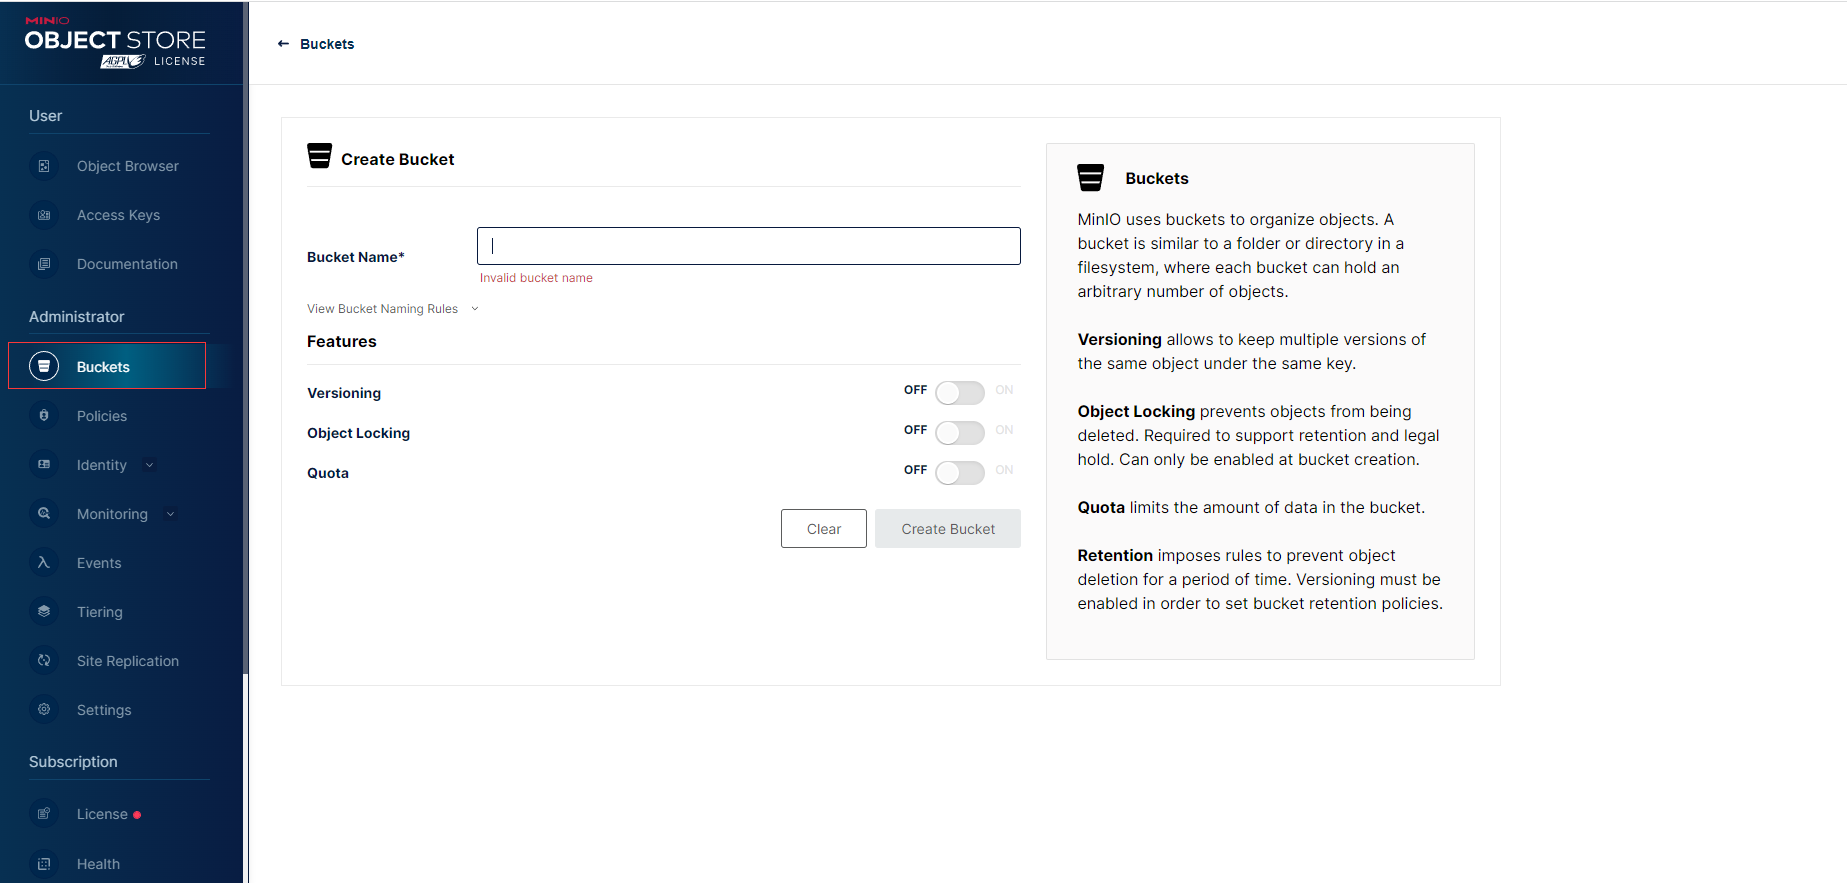 MINIO
OBJECT STORE
AGPL LICENSE
User
Object Browser
Access Keys
Documentation
Administrator
Buckets
Policies
Identity
Monitoring
Events
Tiering
Site Replication
Settings
Subscription
License
Health
← Buckets
Create Bucket
Bucket Name*
Invalid bucket name
View Bucket Naming Rules
Features
Versioning OFF ON
Object Locking OFF ON
Quota OFF ON
Clear Create Bucket
Buckets
MinIO uses buckets to organize objects. A
bucket is similar to a folder or directory in a
filesystem, where each bucket can hold an
arbitrary number of objects.
Versioning allows to keep multiple versions of
the same object under the same key.
Object Locking prevents objects from being
deleted. Required to support retention and legal
hold. Can only be enabled at bucket creation.
Quota limits the amount of data in the bucket.
Retention imposes rules to prevent object
deletion for a period of time. Versioning must be
enabled in order to set bucket retention policies.